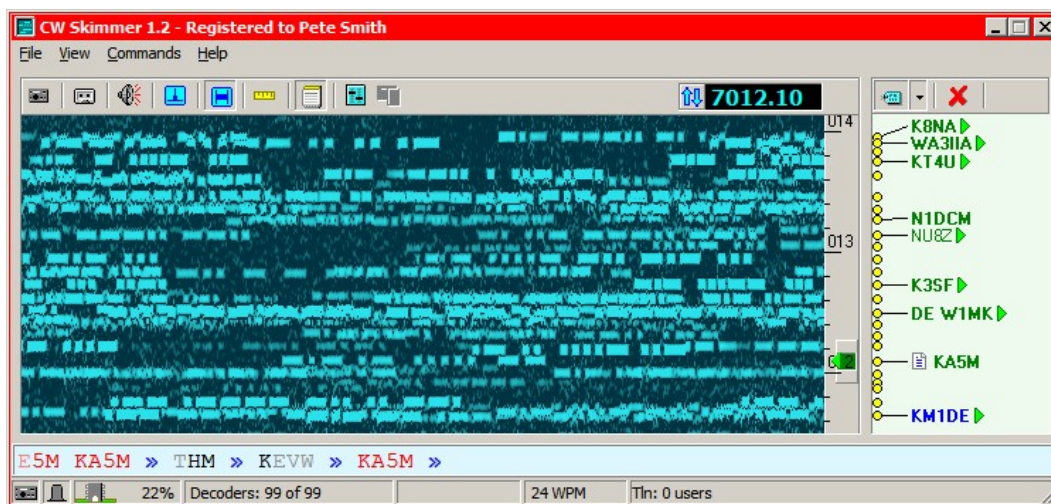 CW Skimmer 1.2 - Registered to Pete Smith
File View Commands Help
7012.10
014
K8NA
WA3IIA
KT4U
N1DCM
013
NU8Z
K3SF
DE W1MK
KA5M
KM1DE
E5M KA5M » THM » KEVW » KA5M »
22% Decoders: 99 of 99 24 WPM Tln: 0 users